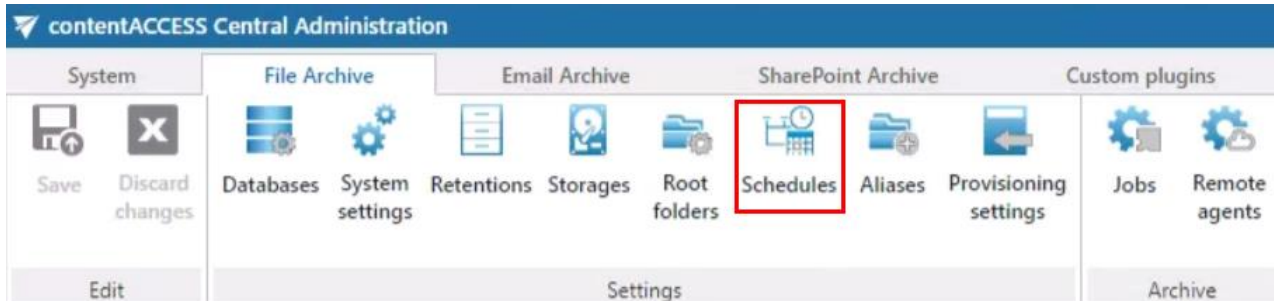 contentACCESS Central Administration
System File Archive Email Archive SharePoint Archive Custom plugins
Save Discard changes Databases System settings Retentions Storages Root folders Schedules Aliases Provisioning settings Jobs Remote agents
Edit Settings Archive